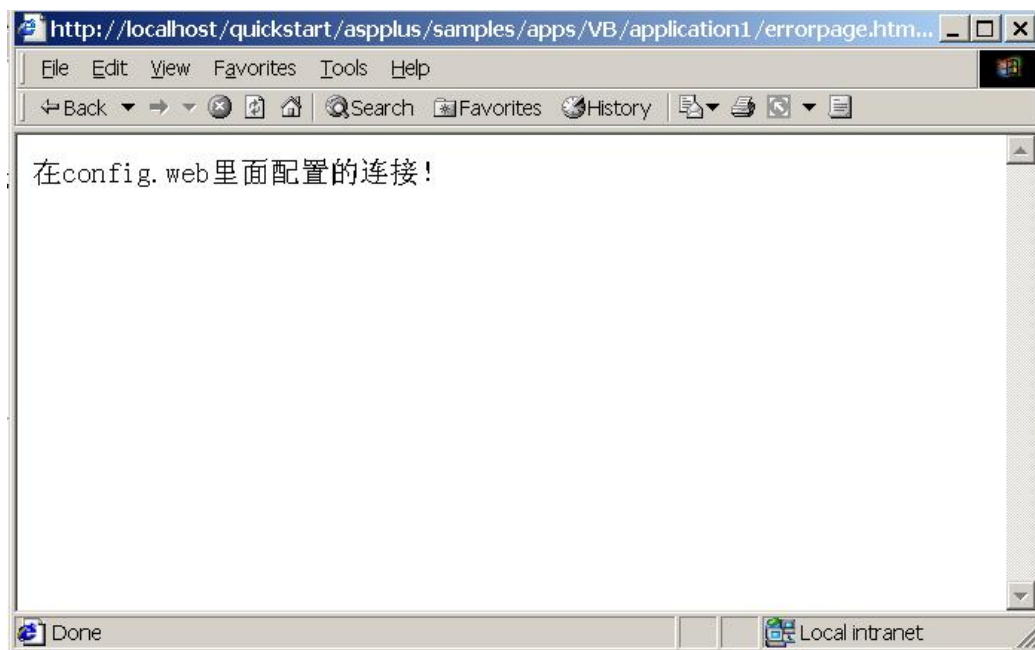 http://localhost/quickstart/aspplus/samples/apps/VB/application1/errorpage.htm...
File Edit View Favorites Tools Help
Back Search Favorites History
在config.web里面配置的连接!
Done Local intranet